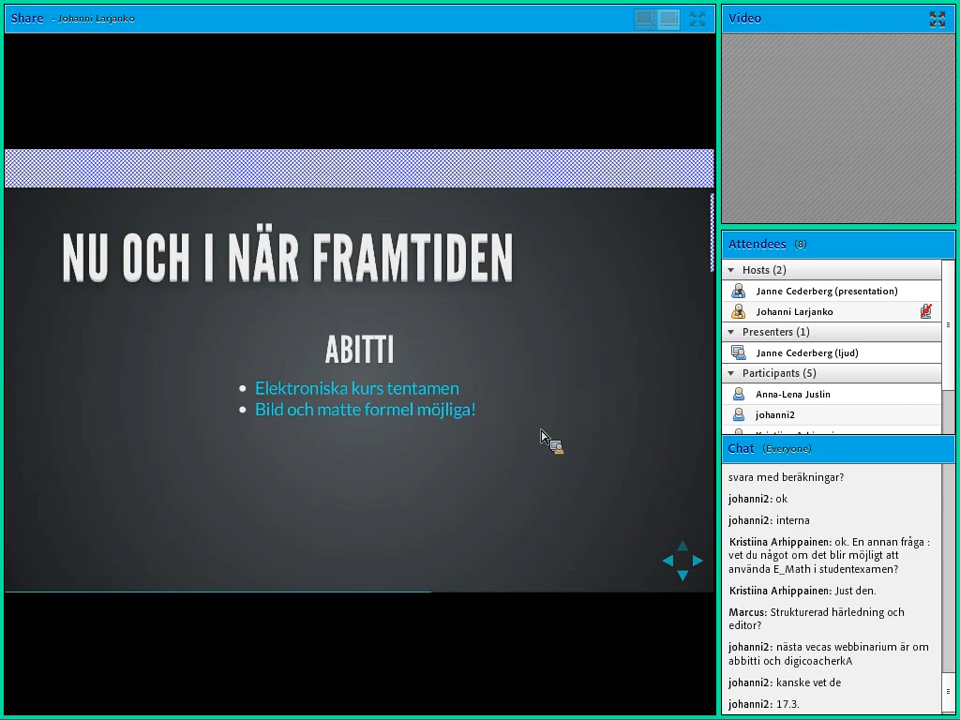 Share - Johanni Larjanko
NU OCH I NÄR FRAMTIDEN
ABITTI
Elektroniska kurs tentamen
Bild och matte formel möjliga!
Video
Attendees (8)
Hosts (2)
Janne Cederberg (presentation)
Johanni Larjanko
Presenters (1)
Janne Cederberg (ljud)
Participants (5)
Anna-Lena Juslin
johanni2
Chat (Everyone)
svara med beräkningar?
johanni2: ok
johanni2: interna
Kristiina Arhippainen: ok. En annan fråga :
vet du något om det blir möjligt att
använda E_Math i studentexamen?
Kristiina Arhippainen: Just den.
Marcus: Strukturerad härledning och
editor?
johanni2: nästa vecas webbinarium är om
abbitti och digicoacherkA
johanni2: kanske vet de
johanni2: 17.3.